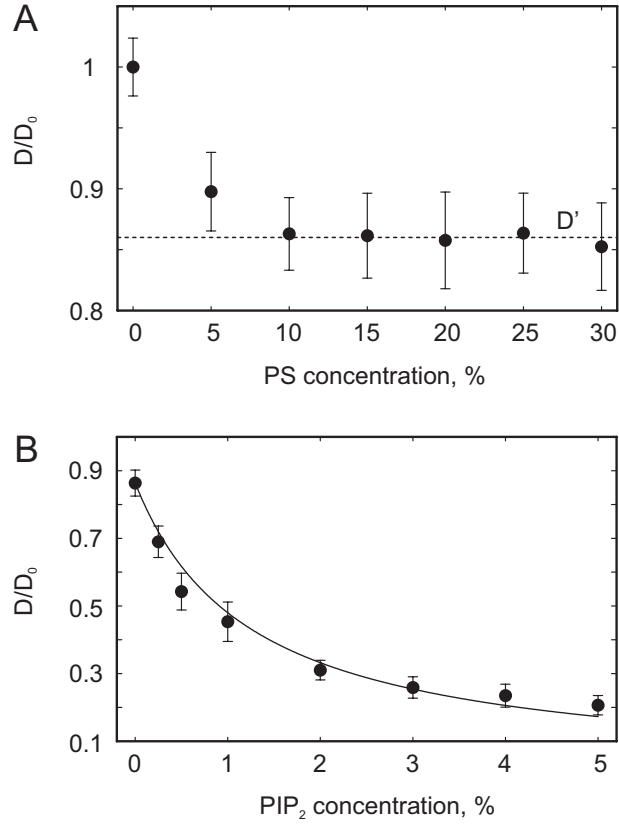 A
1
0.9
0.8
D/D₀
D'
0 5 10 15 20 25 30
PS concentration, %
B
0.9
0.7
0.5
0.3
0.1
D/D₀
0 1 2 3 4 5
PIP₂ concentration, %